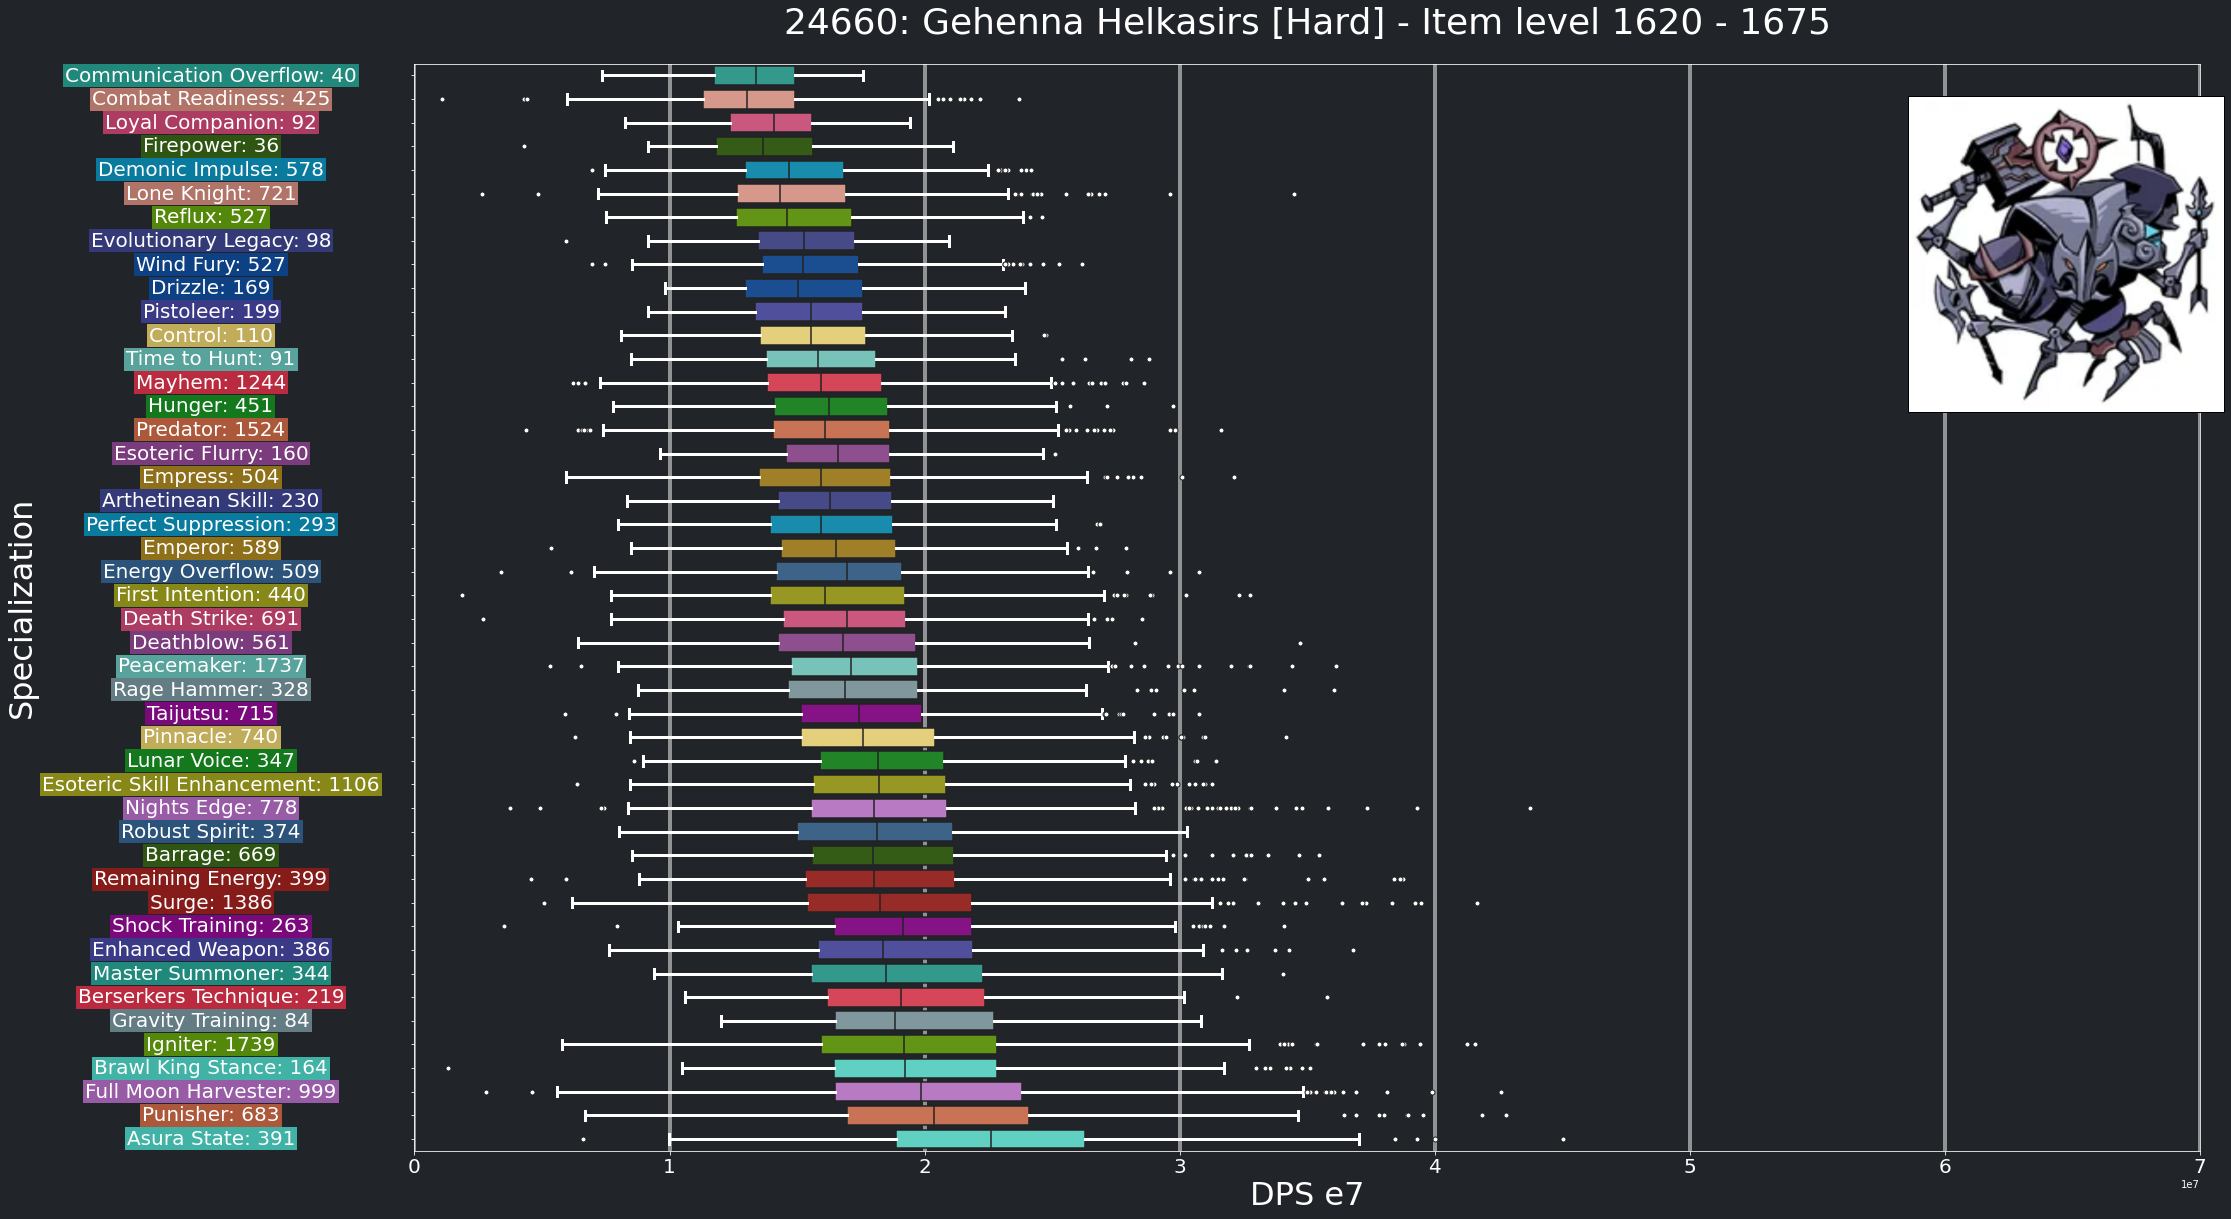 24660: Gehenna Helkasirs [Hard] - Item level 1620 - 1675
Communication Overflow: 40
Combat Readiness: 425
Loyal Companion: 92
Firepower: 36
Demonic Impulse: 578
Lone Knight: 721
Reflux: 527
Evolutionary Legacy: 98
Wind Fury: 527
Drizzle: 169
Pistoleer: 199
Control: 110
Time to Hunt: 91
Mayhem: 1244
Hunger: 451
Predator: 1524
Esoteric Flurry: 160
Empress: 504
Arthetinean Skill: 230
Perfect Suppression: 293
Emperor: 589
Energy Overflow: 509
First Intention: 440
Death Strike: 691
Deathblow: 561
Peacemaker: 1737
Rage Hammer: 328
Taijutsu: 715
Pinnacle: 740
Lunar Voice: 347
Esoteric Skill Enhancement: 1106
Nights Edge: 778
Robust Spirit: 374
Barrage: 669
Remaining Energy: 399
Surge: 1386
Shock Training: 263
Enhanced Weapon: 386
Master Summoner: 344
Berserkers Technique: 219
Gravity Training: 84
Igniter: 1739
Brawl King Stance: 164
Full Moon Harvester: 999
Punisher: 683
Asura State: 391
Specialization
0 1 2 3 4 5 6 7
1e7
DPS e7